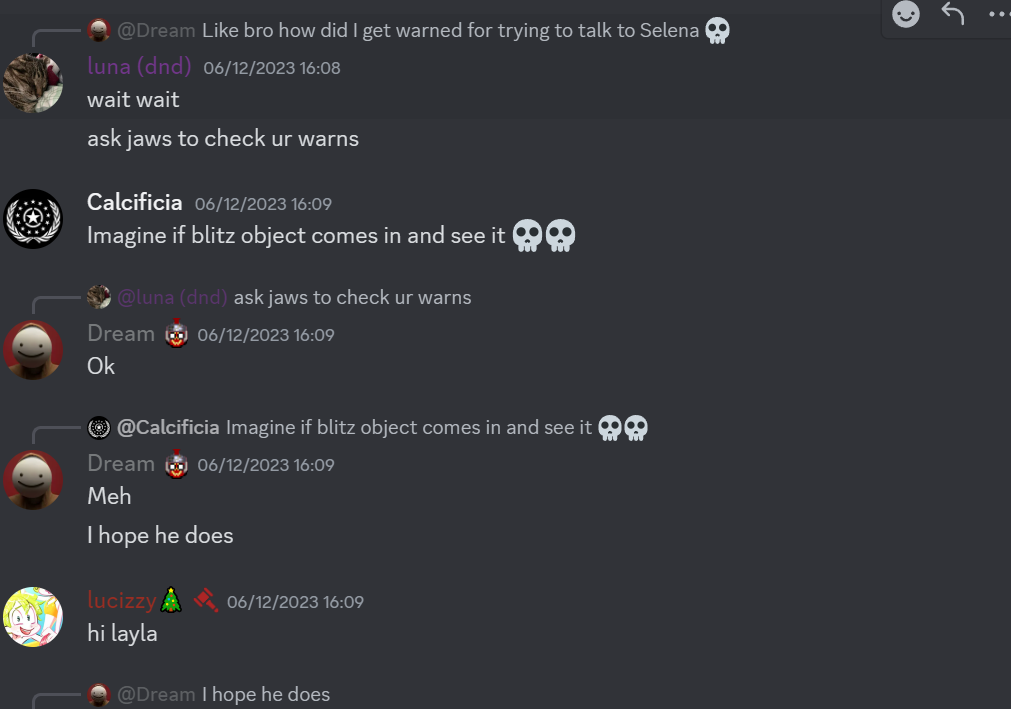 @Dream Like bro how did I get warned for trying to talk to Selena 💀
luna (dnd) 06/12/2023 16:08
wait wait
ask jaws to check ur warns
Calcificia 06/12/2023 16:09
Imagine if blitz object comes in and see it 💀💀
@luna (dnd) ask jaws to check ur warns
Dream 06/12/2023 16:09
Ok
@Calcificia Imagine if blitz object comes in and see it 💀💀
Dream 06/12/2023 16:09
Meh
I hope he does
lucizzy🎄 06/12/2023 16:09
hi layla
@Dream I hope he does